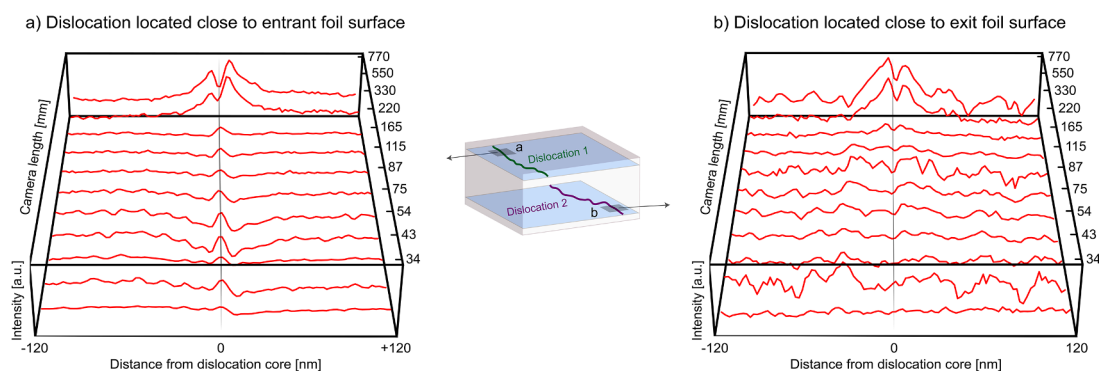 a) Dislocation located close to entrant foil surface
b) Dislocation located close to exit foil surface
770
550
330
220
165
115
87
75
54
43
34
Camera length [mm]
Intensity [a.u.]
-120
0
+120
Distance from dislocation core [nm]
a
Dislocation 1
Dislocation 2
b
770
550
330
220
165
115
87
75
54
43
34
Camera length [mm]
Intensity [a.u.]
-120
0
120
Distance from dislocation core [nm]